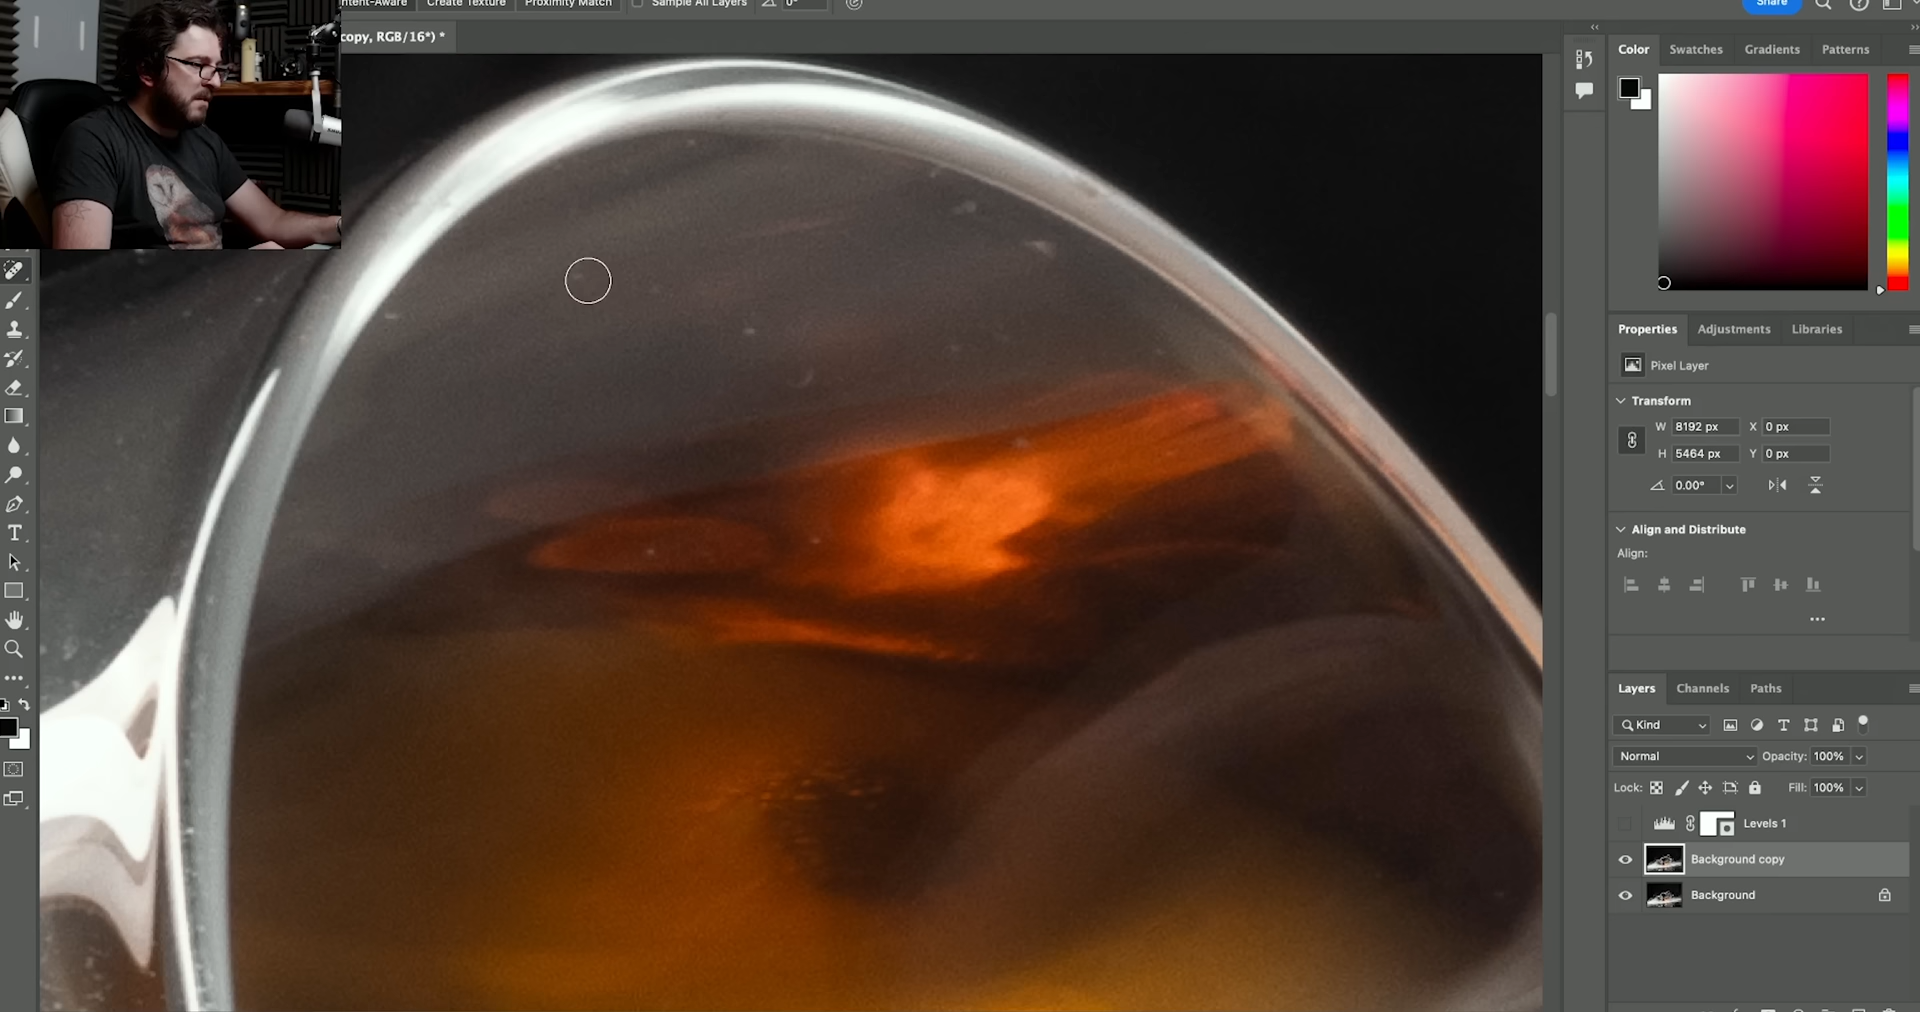 ntent-Aware Create Texture Proximity Match Sample All Layers 0° Share
copy, RGB/16*) *
Color Swatches Gradients Patterns
Properties Adjustments Libraries
Pixel Layer
Transform
W 8192 px X 0 px
H 5464 px Y 0 px
0.00°
Align and Distribute
Align:
Layers Channels Paths
Kind
Normal Opacity: 100%
Lock: Fill: 100%
Levels 1
Background copy
Background